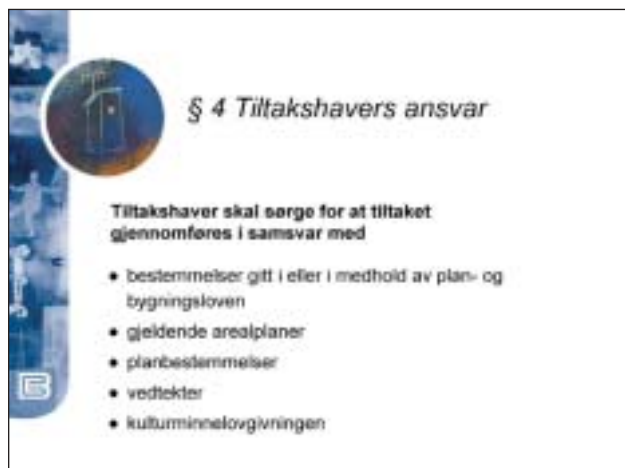 § 4 Tiltakshavers ansvar
Tiltakshaver skal sørge for at tiltaket
gjennomføres i samsvar med
• bestemmelser gitt i eller i medhold av plan- og
bygningsloven
• gjeldende arealplaner
• planbestemmelser
• vedtekter
• kulturminnelovgivningen